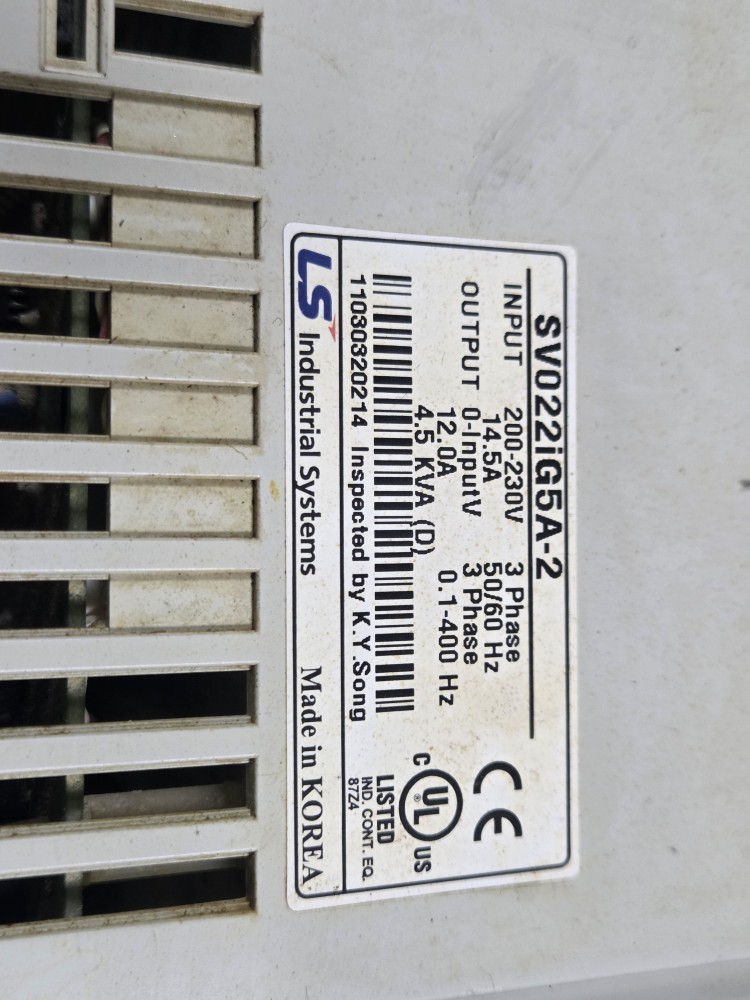 SV022iG5A-2
INPUT 200-230V 3 Phase
14.5A 50/60 Hz
OUTPUT 0-InputV 3 Phase
12.0A 0.1-400 Hz
4.5 KVA (D)
11030320214 Inspected by K.Y.Song
CE
C UL US
®
LISTED
IND. CONT. EQ.
87Z4
LS Industrial Systems Made in KOREA